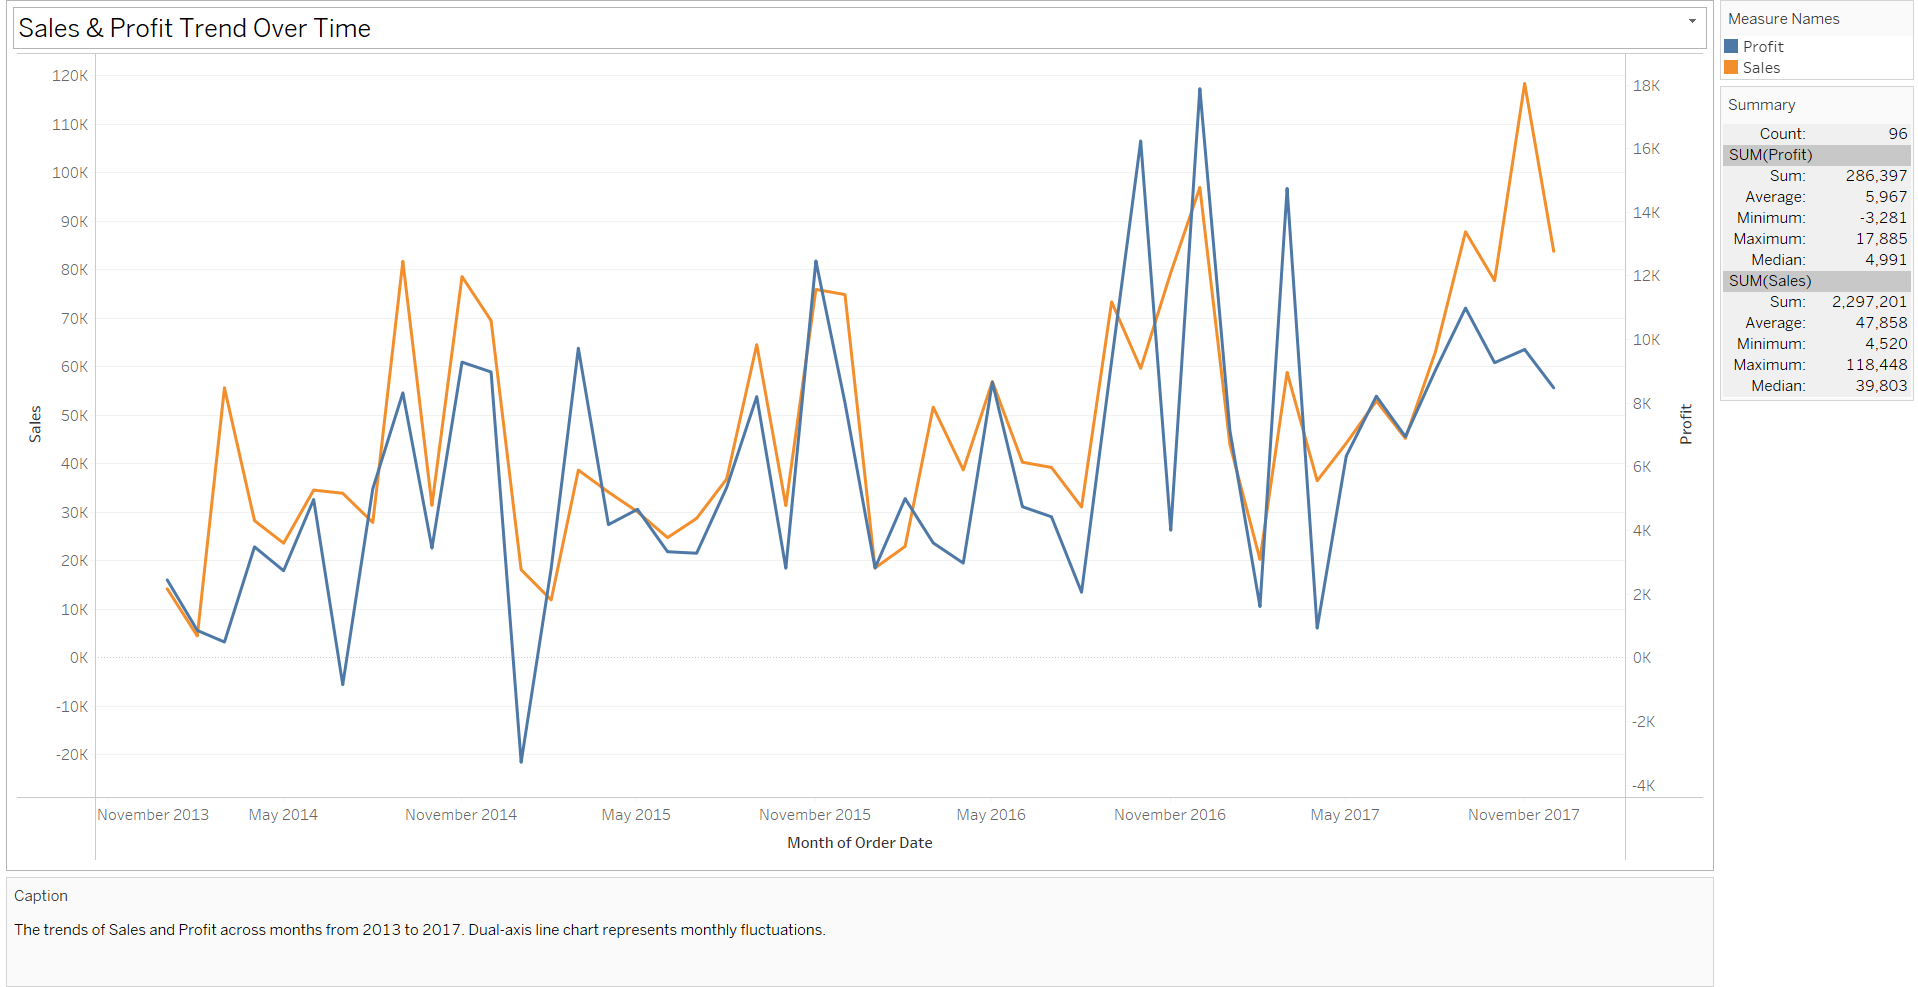 Sales & Profit Trend Over Time
120K
110K
100K
90K
80K
70K
60K
50K
40K
30K
20K
10K
0K
-10K
-20K
Sales
18K
16K
14K
12K
10K
8K
6K
4K
2K
0K
-2K
-4K
Profit
November 2013
May 2014
November 2014
May 2015
November 2015
May 2016
November 2016
May 2017
November 2017
Month of Order Date
Measure Names
Profit
Sales
Summary
Count: 96
SUM(Profit)
Sum: 286,397
Average: 5,967
Minimum: -3,281
Maximum: 17,885
Median: 4,991
SUM(Sales)
Sum: 2,297,201
Average: 47,858
Minimum: 4,520
Maximum: 118,448
Median: 39,803
Caption
The trends of Sales and Profit across months from 2013 to 2017. Dual-axis line chart represents monthly fluctuations.